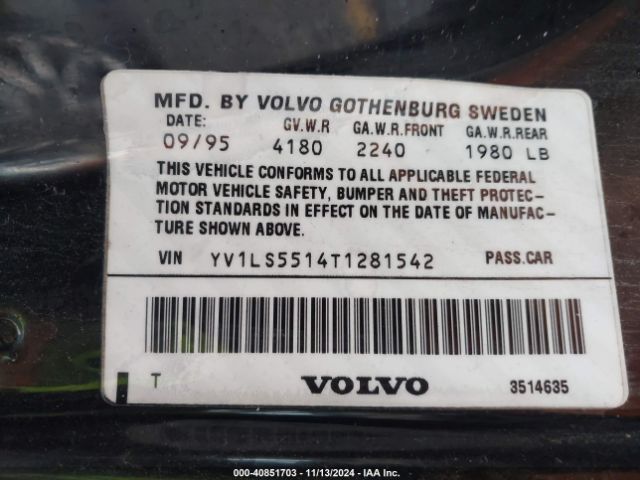 MFD. BY VOLVO GOTHENBURG SWEDEN
DATE: GV.W.R GA.W.R.FRONT GA.W.R.REAR
09/95 4180 2240 1980 LB
THIS VEHICLE CONFORMS TO ALL APPLICABLE FEDERAL
MOTOR VEHICLE SAFETY, BUMPER AND THEFT PROTEC-
TION STANDARDS IN EFFECT ON THE DATE OF MANUFAC-
TURE SHOWN ABOVE.
VIN YV1LS5514T1281542 PASS.CAR
T VOLVO 3514635
000-40851703 - 11/13/2024 - IAA Inc.